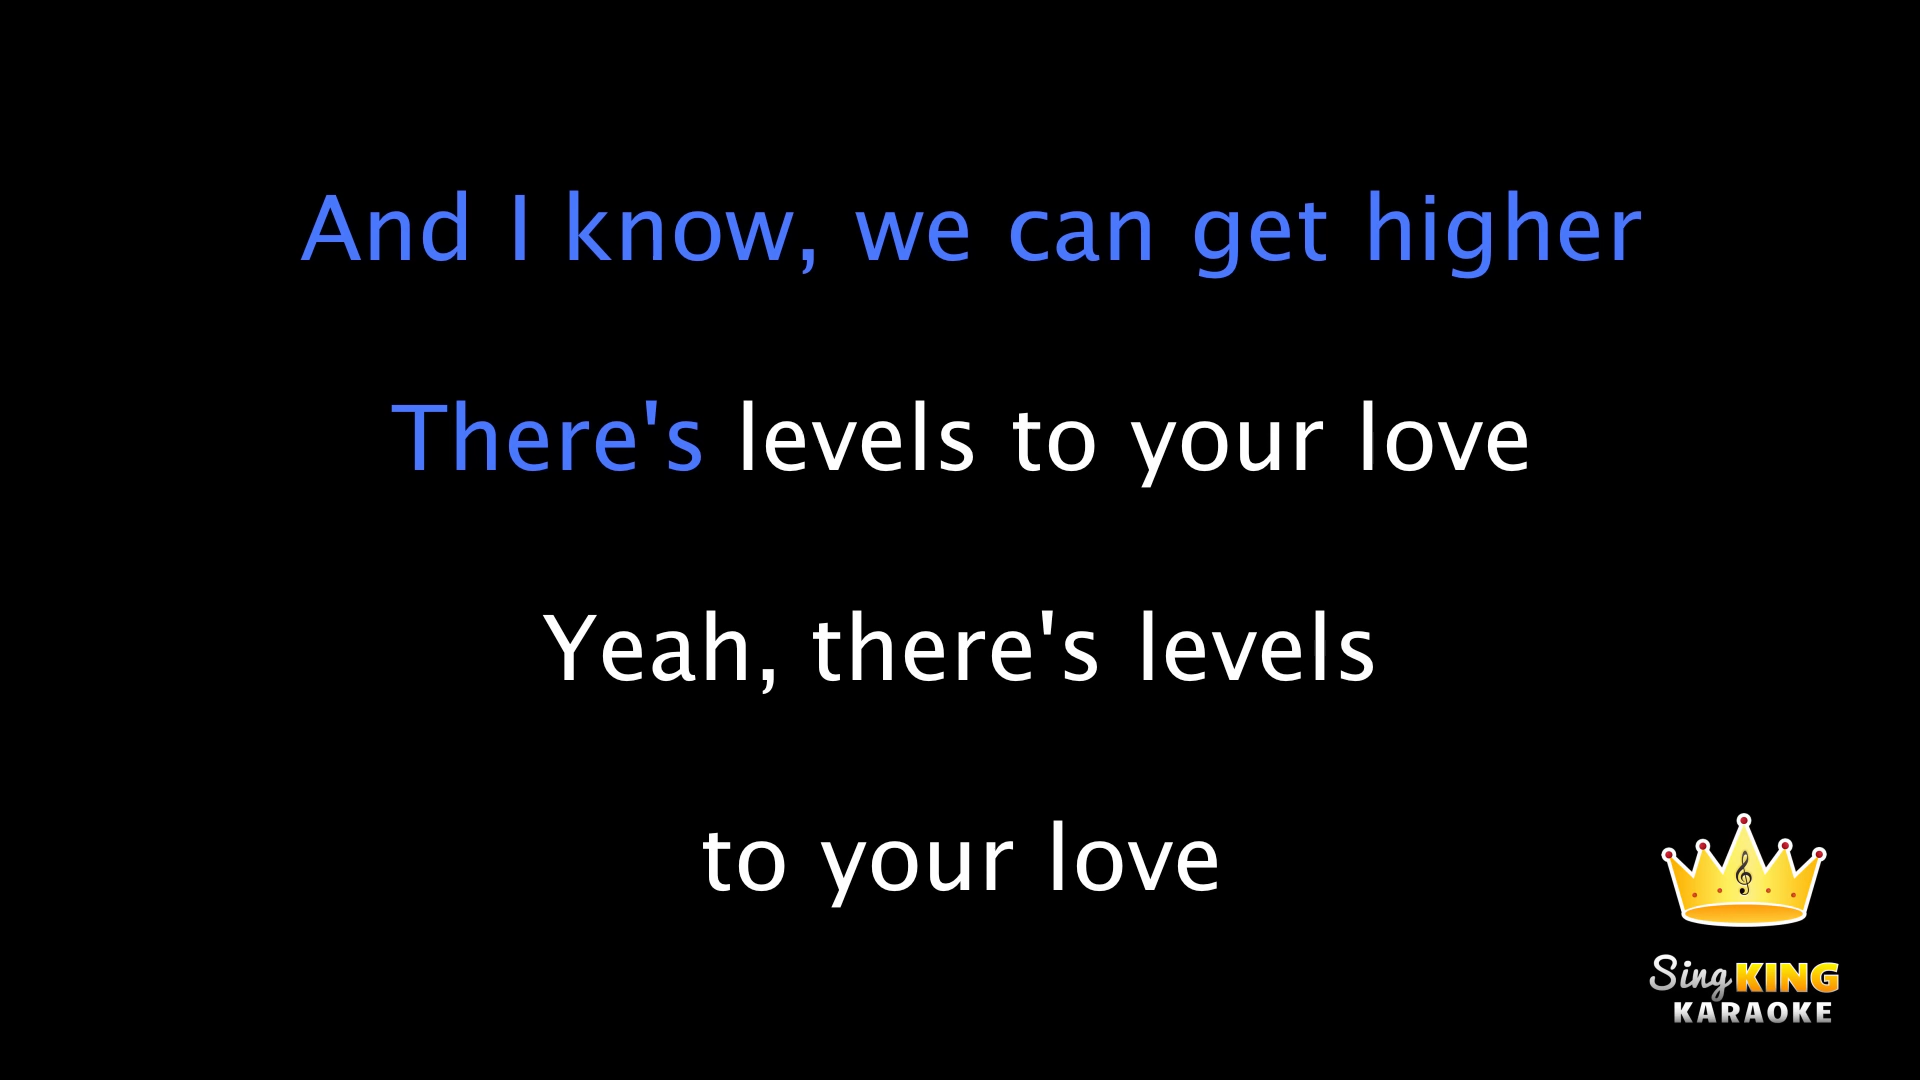 And I know, we can get higher
There's levels to your love
Yeah, there's levels
to your love
Sing KING
KARAOKE